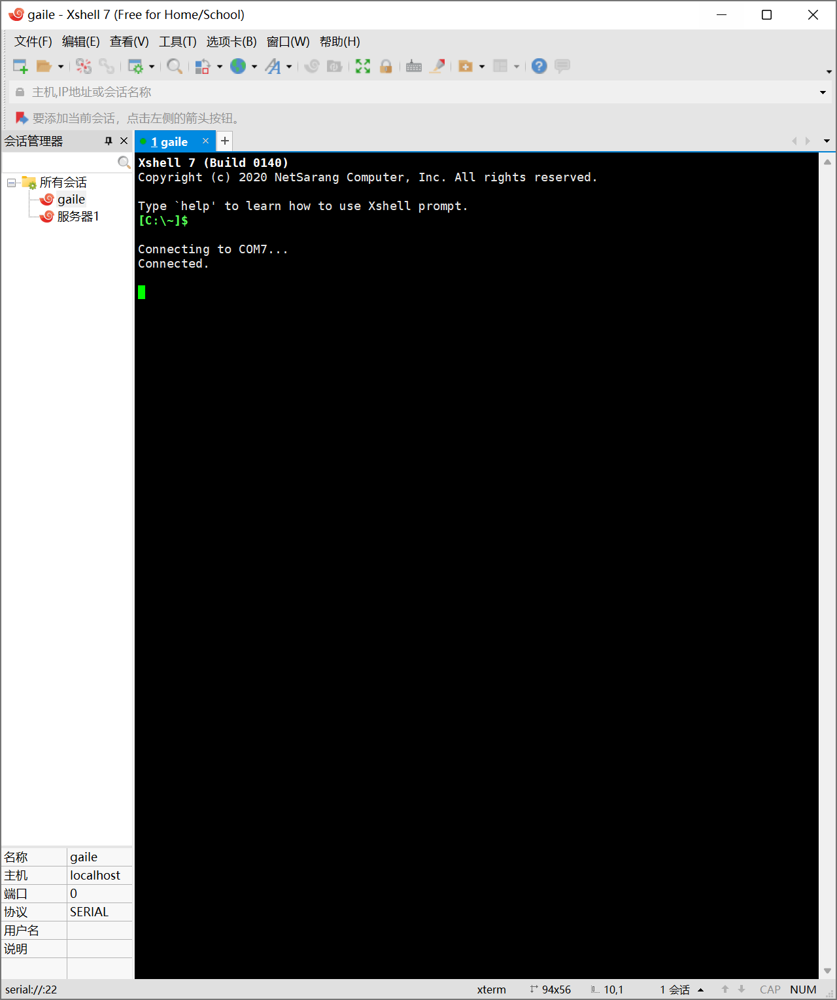 gaile - Xshell 7 (Free for Home/School)
文件(F) 编辑(E) 查看(V) 工具(T) 选项卡(B) 窗口(W) 帮助(H)
主机,IP地址或会话名称
要添加当前会话，点击左侧的箭头按钮。
会话管理器
1 gaile
所有会话
gaile
服务器1
Xshell 7 (Build 0140)
Copyright (c) 2020 NetSarang Computer, Inc. All rights reserved.
Type `help' to learn how to use Xshell prompt.
[C:\~]$
Connecting to COM7...
Connected.
名称 gaile
主机 localhost
端口 0
协议 SERIAL
用户名
说明
serial://:22 xterm 94x56 10,1 1 会话 CAP NUM